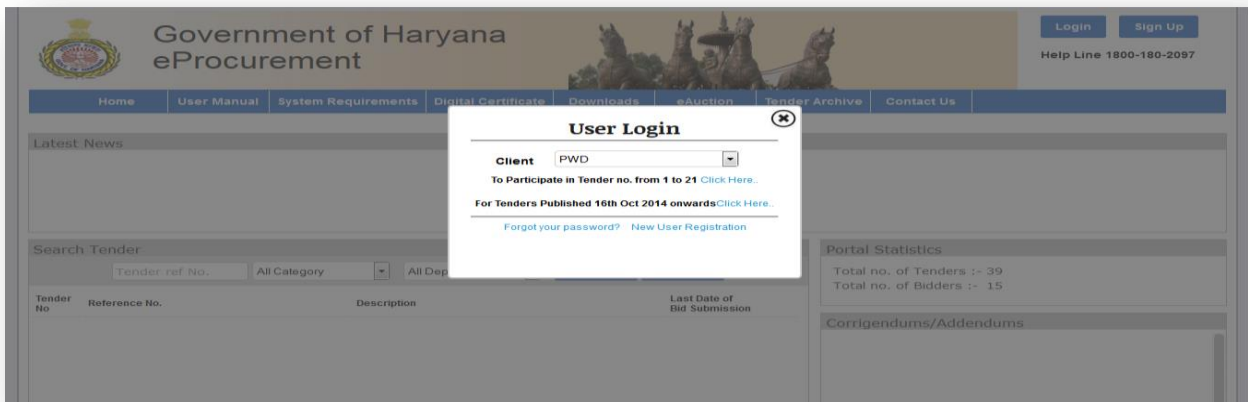 Government of Haryana
eProcurement
Login
Sign Up
Help Line 1800-180-2097
Home
User Manual
System Requirements
Digital Certificate
Downloads
eAuction
Tender Archive
Contact Us
User Login
Client
PWD
To Participate in Tender no. from 1 to 21 Click Here..
For Tenders Published 16th Oct 2014 onwardsClick Here..
Forgot your password? New User Registration
Latest News
Search Tender
Tender ref No..
All Category
All Dep
Tender No
Reference No.
Description
Last Date of
Bid Submission
Portal Statistics
Total no. of Tenders :- 39
Total no. of Bidders :- 15
Corrigendums/Addendums